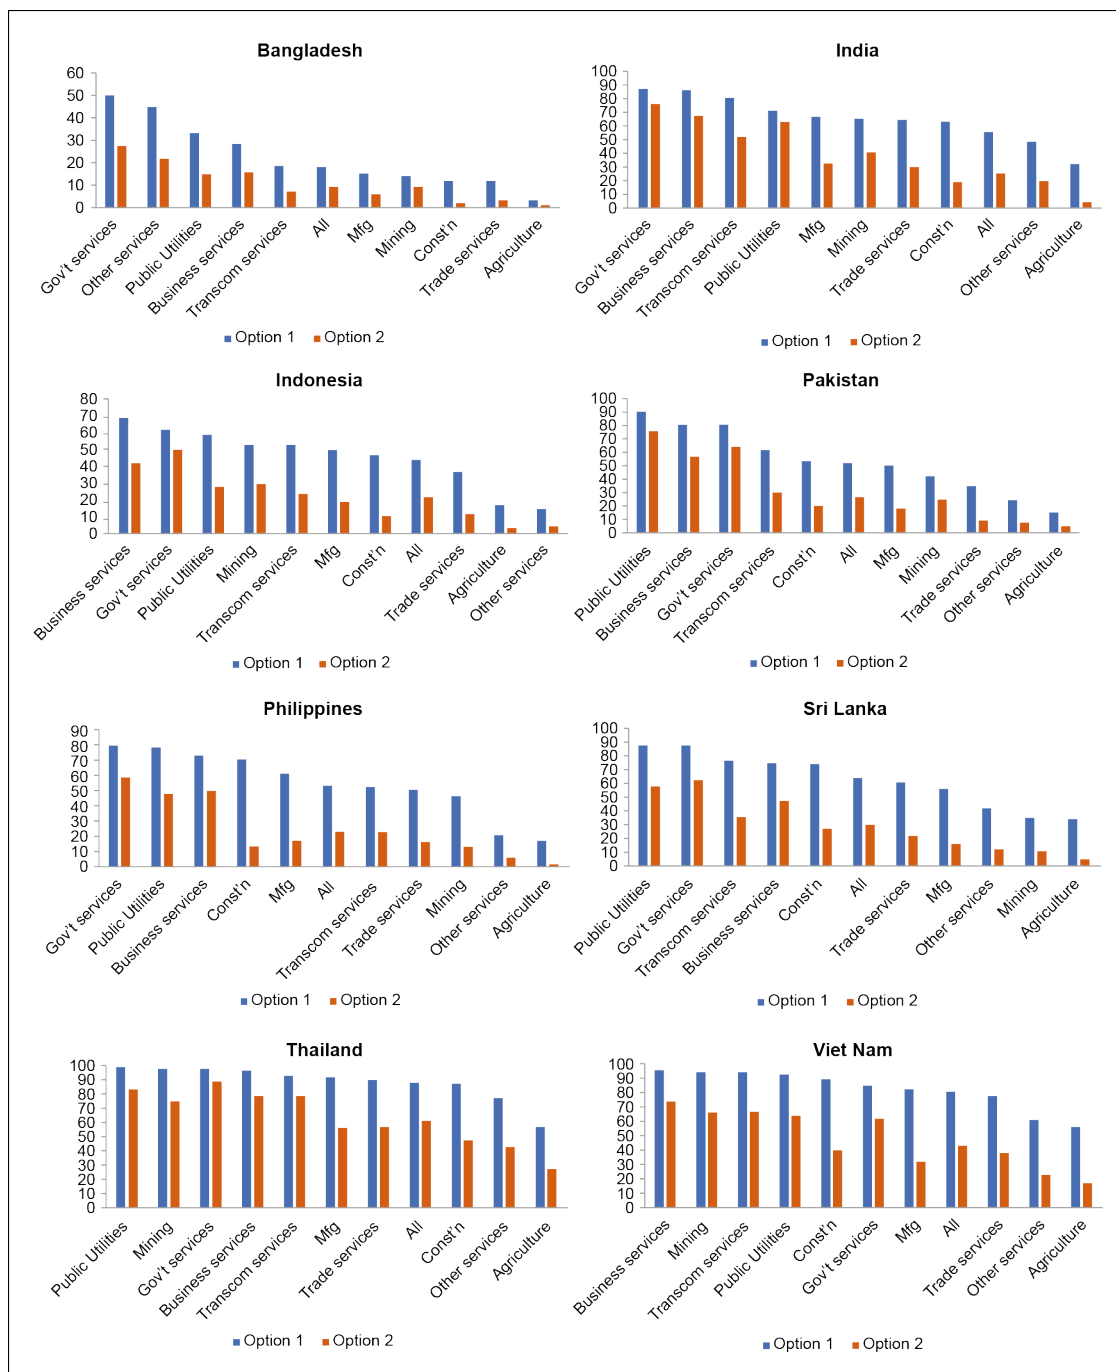 Bangladesh
60
50
40
30
20
10
0
Gov't services
Other services
Public Utilities
Business services
Transcom services
All
Mfg
Mining
Const'n
Trade services
Agriculture
Option 1 Option 2
India
100
90
80
70
60
50
40
30
20
10
0
Gov't services
Business services
Transcom services
Public Utilities
Mfg
Mining
Trade services
Const'n
All
Other services
Agriculture
Option 1 Option 2
Indonesia
80
70
60
50
40
30
20
10
0
Business services
Gov't services
Public Utilities
Mining
Transcom services
Mfg
Const'n
All
Trade services
Agriculture
Other services
Option 1 Option 2
Pakistan
100
90
80
70
60
50
40
30
20
10
0
Public Utilities
Business services
Gov't services
Transcom services
Const'n
All
Mfg
Mining
Trade services
Other services
Agriculture
Option 1 Option 2
Philippines
90
80
70
60
50
40
30
20
10
0
Gov't services
Public Utilities
Business services
Const'n
Mfg
All
Transcom services
Trade services
Mining
Other services
Agriculture
Option 1 Option 2
Sri Lanka
100
90
80
70
60
50
40
30
20
10
0
Public Utilities
Gov't services
Transcom services
Business services
Const'n
All
Trade services
Mfg
Other services
Mining
Agriculture
Option 1 Option 2
Thailand
100
90
80
70
60
50
40
30
20
10
0
Public Utilities
Mining
Gov't services
Business services
Transcom services
Mfg
Trade services
All
Const'n
Other services
Agriculture
Option 1 Option 2
Viet Nam
100
90
80
70
60
50
40
30
20
10
0
Business services
Mining
Transcom services
Public Utilities
Const'n
Gov't services
Mfg
All
Trade services
Other services
Agriculture
Option 1 Option 2